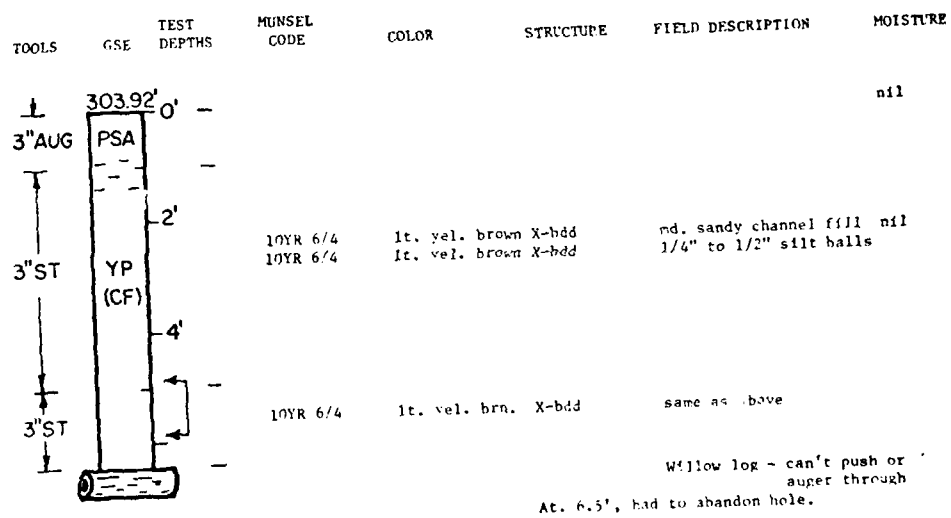 TOOLS GSE TEST DEPTHS MUNSEL CODE COLOR STRUCTURE FIELD DESCRIPTION MOISTURE
303.92' 0' nil
3"AUG PSA
2'
10YR 6/4 lt. yel. brown X-bdd md. sandy channel fill nil
10YR 6/4 lt. yel. brown X-bdd 1/4" to 1/2" silt balls
3"ST YP
(CF)
4'
3"ST 10YR 6/4 lt. yel. brn. X-bdd same as above
Willow log - can't push or
auger through
At. 6.5', had to abandon hole.